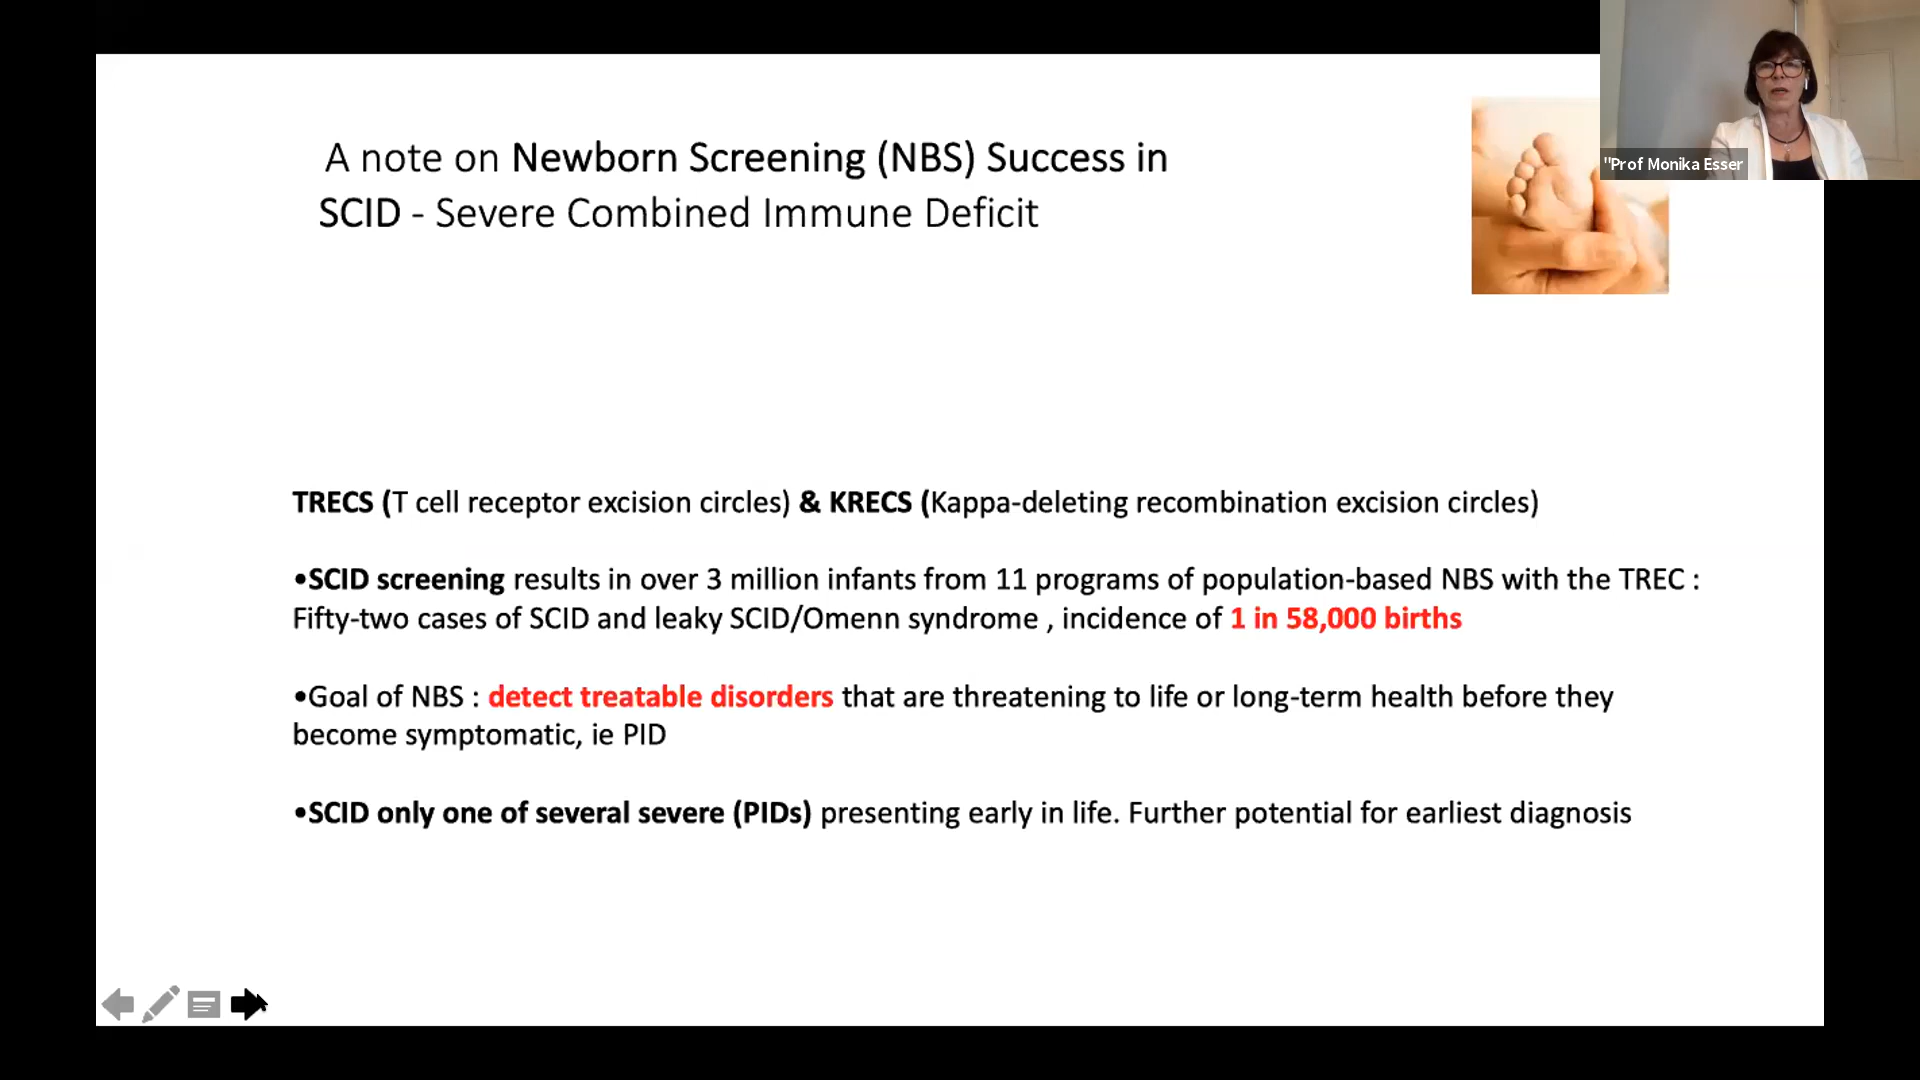 "Prof Monika Esser
A note on Newborn Screening (NBS) Success in
SCID - Severe Combined Immune Deficit
TRECS (T cell receptor excision circles) & KRECS (Kappa-deleting recombination excision circles)
•SCID screening results in over 3 million infants from 11 programs of population-based NBS with the TREC :
Fifty-two cases of SCID and leaky SCID/Omenn syndrome , incidence of 1 in 58,000 births
•Goal of NBS : detect treatable disorders that are threatening to life or long-term health before they
become symptomatic, ie PID
•SCID only one of several severe (PIDs) presenting early in life. Further potential for earliest diagnosis